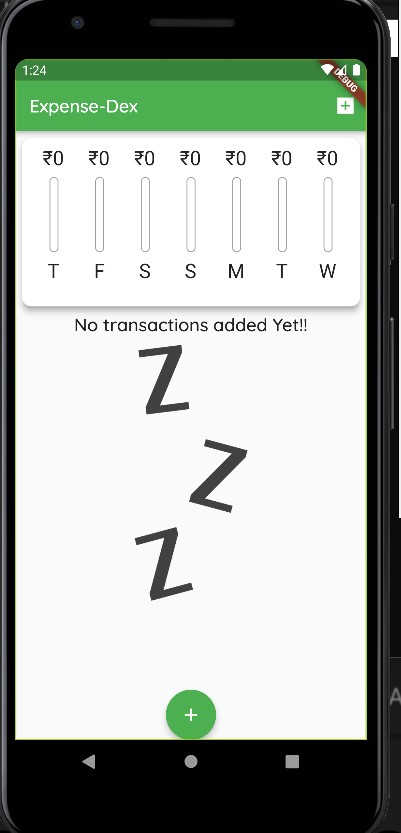 1:24
DEBUG
Expense-Dex
₹0 ₹0 ₹0 ₹0 ₹0 ₹0 ₹0
T F S S M T W
No transactions added Yet!!
Z
Z
Z
+
A